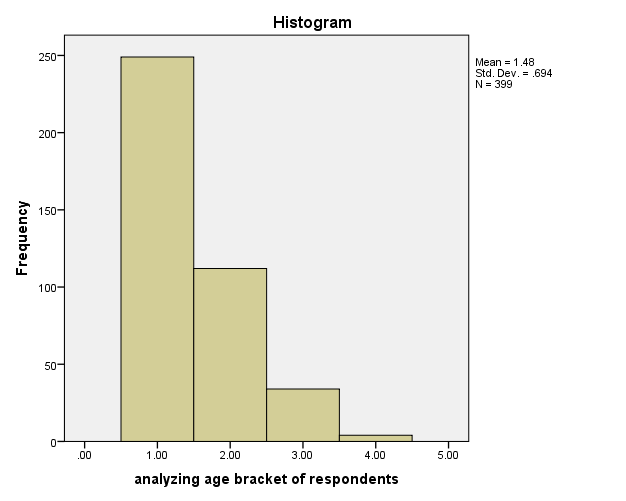 Histogram
Mean = 1.48
Std. Dev. = .694
N = 399
Frequency
250
200
150
100
50
0
.00 1.00 2.00 3.00 4.00 5.00
analyzing age bracket of respondents